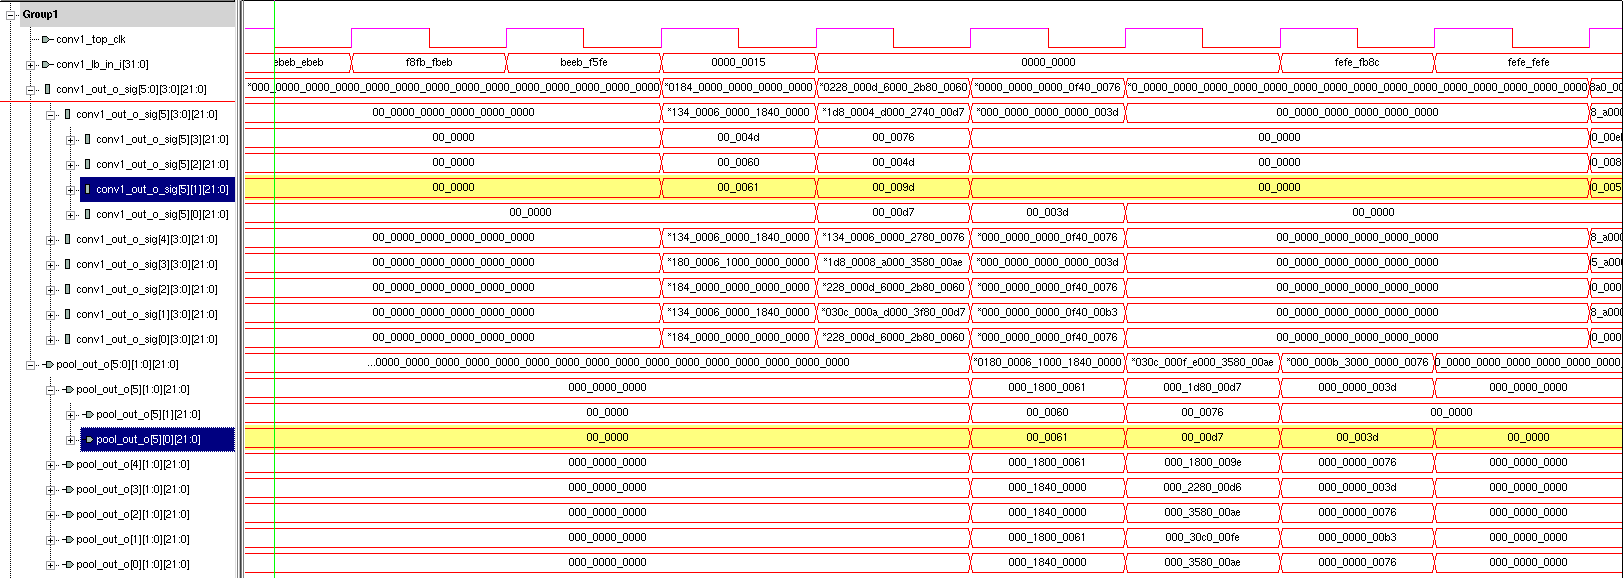 Group1
conv1_top_clk
conv1_lb_in_i[31:0] ebeb_ebeb f8fb_fbeb beeb_f5fe 0000_0015 0000_0000 fefe_fb8c fefe_fefe
conv1_out_o_sig[5:0][3:0][21:0] *000_0000_0000_0000_0000_0000_0000_0000_0000_0000_0000_0000_0000_0000 *0184_0000_0000_0000_0000 *0228_000d_6000_2b80_0060 *0000_0000_0000_0f40_0076 *0_0000_0000_0000_0000_0000_0000_0000_0000_0000_0000_0000_0000_0000_0000 8a0_00
conv1_out_o_sig[5][3:0][21:0] 00_0000_0000_0000_0000_0000 *134_0006_0000_1840_0000 *1d8_0004_d000_2740_00d7 *000_0000_0000_0000_003d 00_0000_0000_0000_0000_0000 8_a000
conv1_out_o_sig[5][3][21:0] 00_0000 00_004d 00_0076 00_0000 0_00e
conv1_out_o_sig[5][2][21:0] 00_0000 00_0060 00_004d 00_0000 0_008
conv1_out_o_sig[5][1][21:0] 00_0000 00_0061 00_009d 00_0000 0_005
conv1_out_o_sig[5][0][21:0] 00_0000 00_00d7 00_003d 00_0000
conv1_out_o_sig[4][3:0][21:0] 00_0000_0000_0000_0000_0000 *134_0006_0000_1840_0000 *134_0006_0000_2780_0076 *000_0000_0000_0f40_0076 00_0000_0000_0000_0000_0000 8_a000
conv1_out_o_sig[3][3:0][21:0] 00_0000_0000_0000_0000_0000 *180_0006_1000_0000_0000 *1d8_0008_a000_3580_00ae *000_0000_0000_0000_003d 00_0000_0000_0000_0000_0000 5_a000
conv1_out_o_sig[2][3:0][21:0] 00_0000_0000_0000_0000_0000 *184_0000_0000_0000_0000 *228_000d_6000_2b80_0060 *000_0000_0000_0f40_0076 00_0000_0000_0000_0000_0000 0_0000
conv1_out_o_sig[1][3:0][21:0] 00_0000_0000_0000_0000_0000 *134_0006_0000_1840_0000 *030c_000a_d000_3f80_00d7 *000_0000_0000_0f40_00b3 00_0000_0000_0000_0000_0000 8_a000
conv1_out_o_sig[0][3:0][21:0] 00_0000_0000_0000_0000_0000 *184_0000_0000_0000_0000 *228_000d_6000_2b80_0060 *000_0000_0000_0f40_0076 00_0000_0000_0000_0000_0000 0_0000
pool_out_o[5:0][1:0][21:0] ...0000_0000_0000_0000_0000_0000_0000_0000_0000_0000_0000_0000_0000_0000_0000_0000 *0180_0006_1000_1840_0000 *030c_000f_e000_3580_00ae *000_000b_3000_0000_0076 0_0000_0000_0000_0000_0000_0000
pool_out_o[5][1:0][21:0] 000_0000_0000 000_1800_0061 000_1d80_00d7 000_0000_003d 000_0000_0000
pool_out_o[5][1][21:0] 00_0000 00_0060 00_0076 00_0000
pool_out_o[5][0][21:0] 00_0000 00_0061 00_00d7 00_003d 00_0000
pool_out_o[4][1:0][21:0] 000_0000_0000 000_1800_0061 000_1800_009e 000_0000_0076 000_0000_0000
pool_out_o[3][1:0][21:0] 000_0000_0000 000_1840_0000 000_2280_00d6 000_0000_003d 000_0000_0000
pool_out_o[2][1:0][21:0] 000_0000_0000 000_1840_0000 000_3580_00ae 000_0000_0076 000_0000_0000
pool_out_o[1][1:0][21:0] 000_0000_0000 000_1800_0061 000_30c0_00fe 000_0000_00b3 000_0000_0000
pool_out_o[0][1:0][21:0] 000_0000_0000 000_1840_0000 000_3580_00ae 000_0000_0076 000_0000_0000